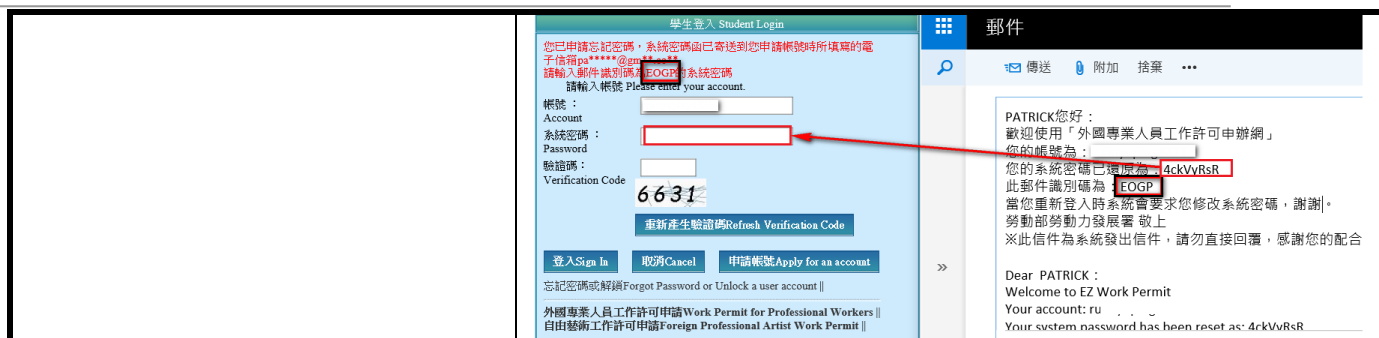 學生登入 Student Login
您已申請忘記密碼，系統密碼函已寄送到您申請帳號時所填寫的電
子信箱pa*****@gm**.co**
請輸入郵件識別碼為EOGP的系統密碼
請輸入帳號 Please enter your account.
帳號：
Account
系統密碼：
Password
驗證碼：
Verification Code
6631
重新產生驗證碼Refresh Verification Code
登入Sign In
取消Cancel
申請帳號Apply for an account
忘記密碼或解鎖Forgot Password or Unlock a user account ||
外國專業人員工作許可申請Work Permit for Professional Workers ||
自由藝術工作許可申請Foreign Professional Artist Work Permit ||
郵件
傳送
附加
捨棄
•••
»
PATRICK您好：
歡迎使用「外國專業人員工作許可申辦網」
您的帳號為：
您的系統密碼已還原為：4ckVyRsR
此郵件識別碼為：EOGP
當您重新登入時系統會要求您修改系統密碼，謝謝。
勞動部勞動力發展署 敬上
※此信件為系統發出信件，請勿直接回覆，感謝您的配合
Dear PATRICK：
Welcome to EZ Work Permit
Your account: ru
Your system password has been reset as: 4ckVyRsR